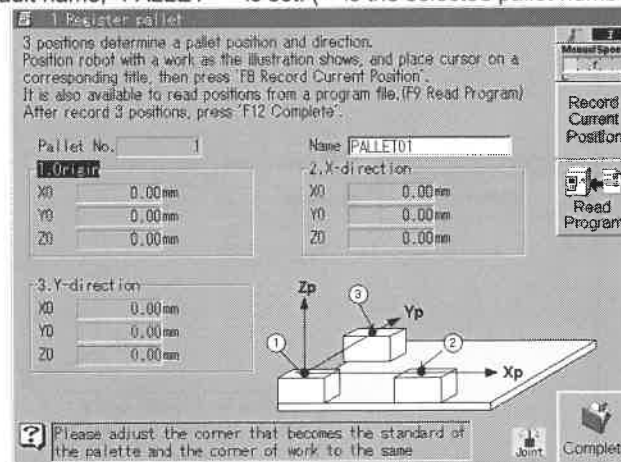 1 Register pallet
3 positions determine a pallet position and direction.
Position robot with a work as the illustration shows, and place cursor on a
corresponding title, then press 'F8 Record Current Position'.
It is also available to read positions from a program file.(F9 Read Program)
After record 3 positions, press 'F12 Complete'.
Pallet No. 1
Name PALLET01
1.Origin
X0 0.00mm
Y0 0.00mm
Z0 0.00mm
2.X-direction
X0 0.00mm
Y0 0.00mm
Z0 0.00mm
3.Y-direction
X0 0.00mm
Y0 0.00mm
Z0 0.00mm
Zp
3
Yp
1
2
Xp
Please adjust the corner that becomes the standard of
the palette and the corner of work to the same
Joint
Manual Speed
Record
Current
Position
Read
Program
Complete